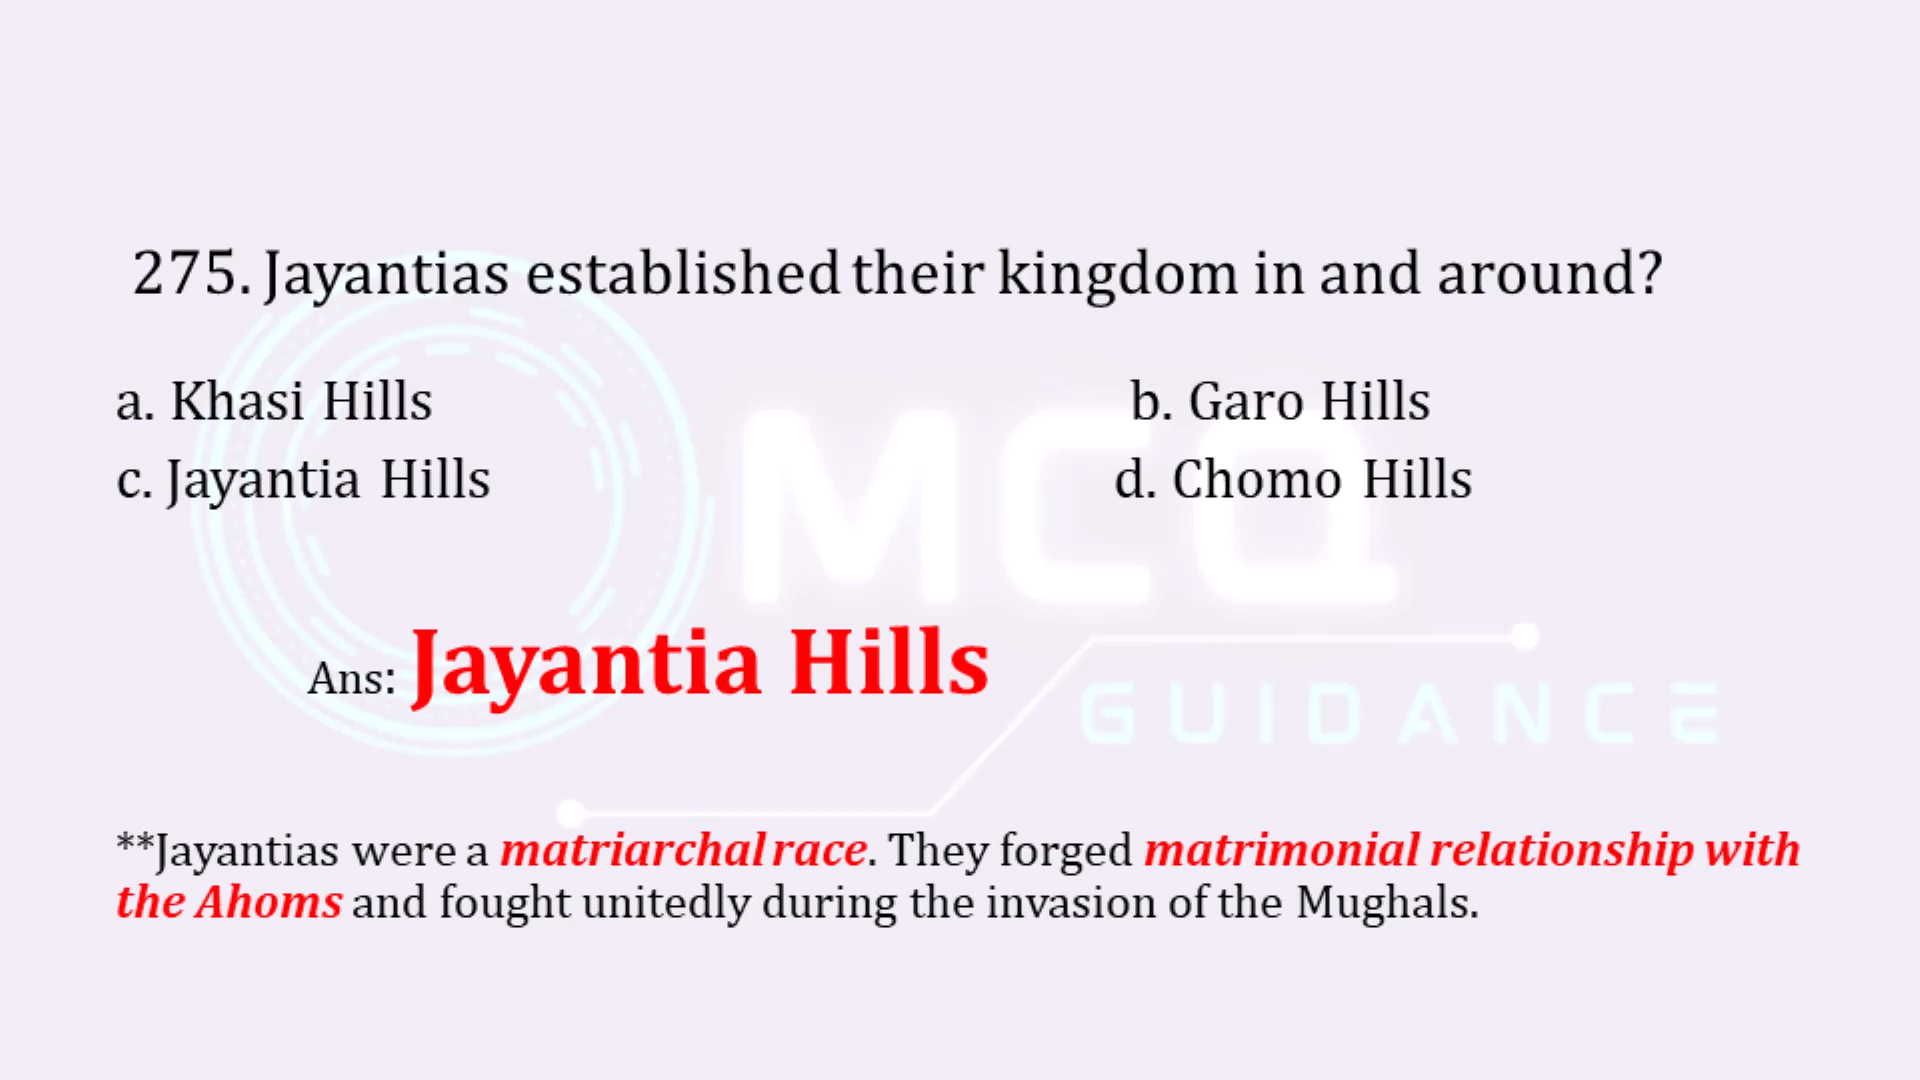 275. Jayantias established their kingdom in and around?
a. Khasi Hills b. Garo Hills
c. Jayantia Hills d. Chomo Hills
MCQ
Ans: Jayantia Hills
GUIDANCE
**Jayantias were a matriarchal race. They forged matrimonial relationship with
the Ahoms and fought unitedly during the invasion of the Mughals.